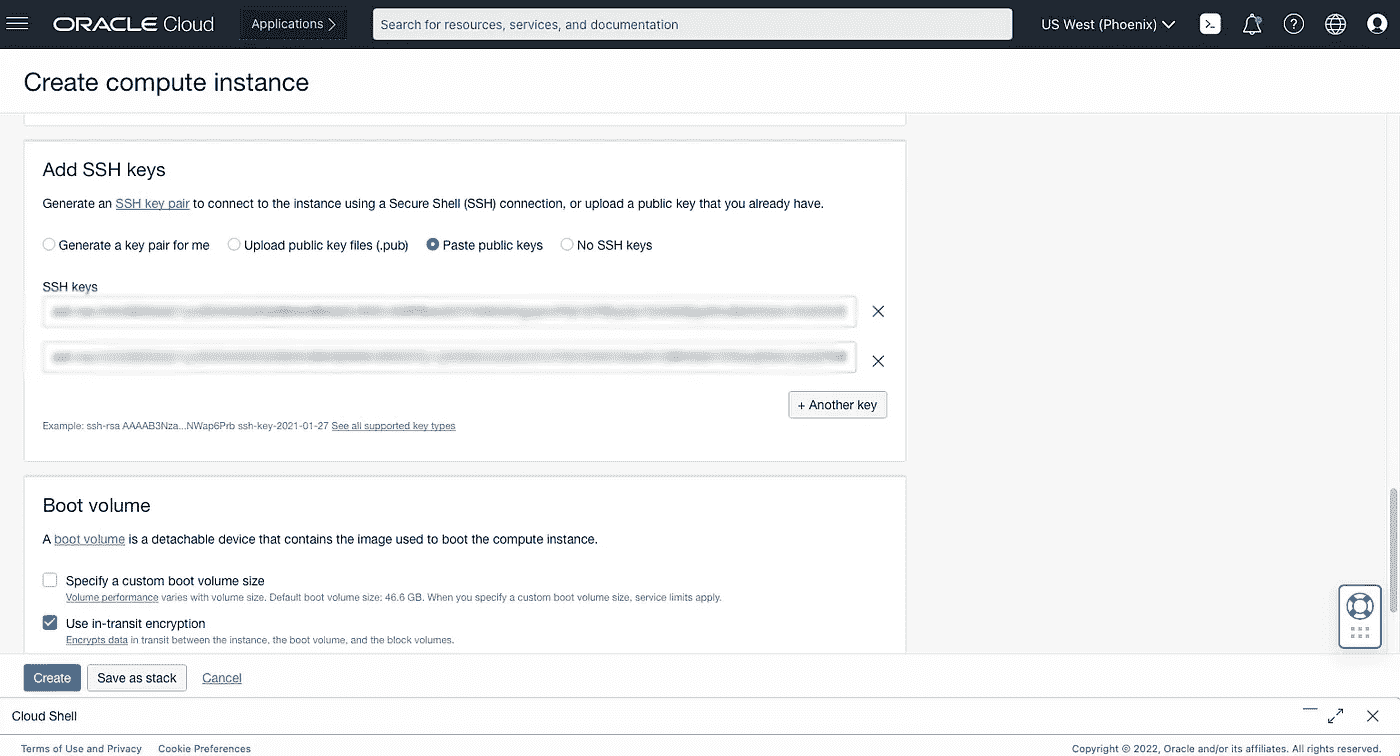 ORACLE Cloud
Applications
Search for resources, services, and documentation
US West (Phoenix)
Create compute instance
Add SSH keys
Generate an SSH key pair to connect to the instance using a Secure Shell (SSH) connection, or upload a public key that you already have.
Generate a key pair for me Upload public key files (.pub) Paste public keys No SSH keys
SSH keys
+ Another key
Example: ssh-rsa AAAAB3Nza...NWap6Prb ssh-key-2021-01-27 See all supported key types
Boot volume
A boot volume is a detachable device that contains the image used to boot the compute instance.
Specify a custom boot volume size
Volume performance varies with volume size. Default boot volume size: 46.6 GB. When you specify a custom boot volume size, service limits apply.
Use in-transit encryption
Encrypts data in transit between the instance, the boot volume, and the block volumes.
Create Save as stack Cancel
Cloud Shell
Terms of Use and Privacy Cookie Preferences
Copyright © 2022, Oracle and/or its affiliates. All rights reserved.